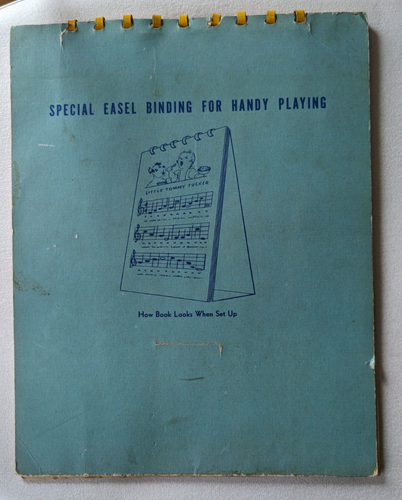 SPECIAL EASEL BINDING FOR HANDY PLAYING
LITTLE TOMMY TUCKER
How Book Looks When Set Up